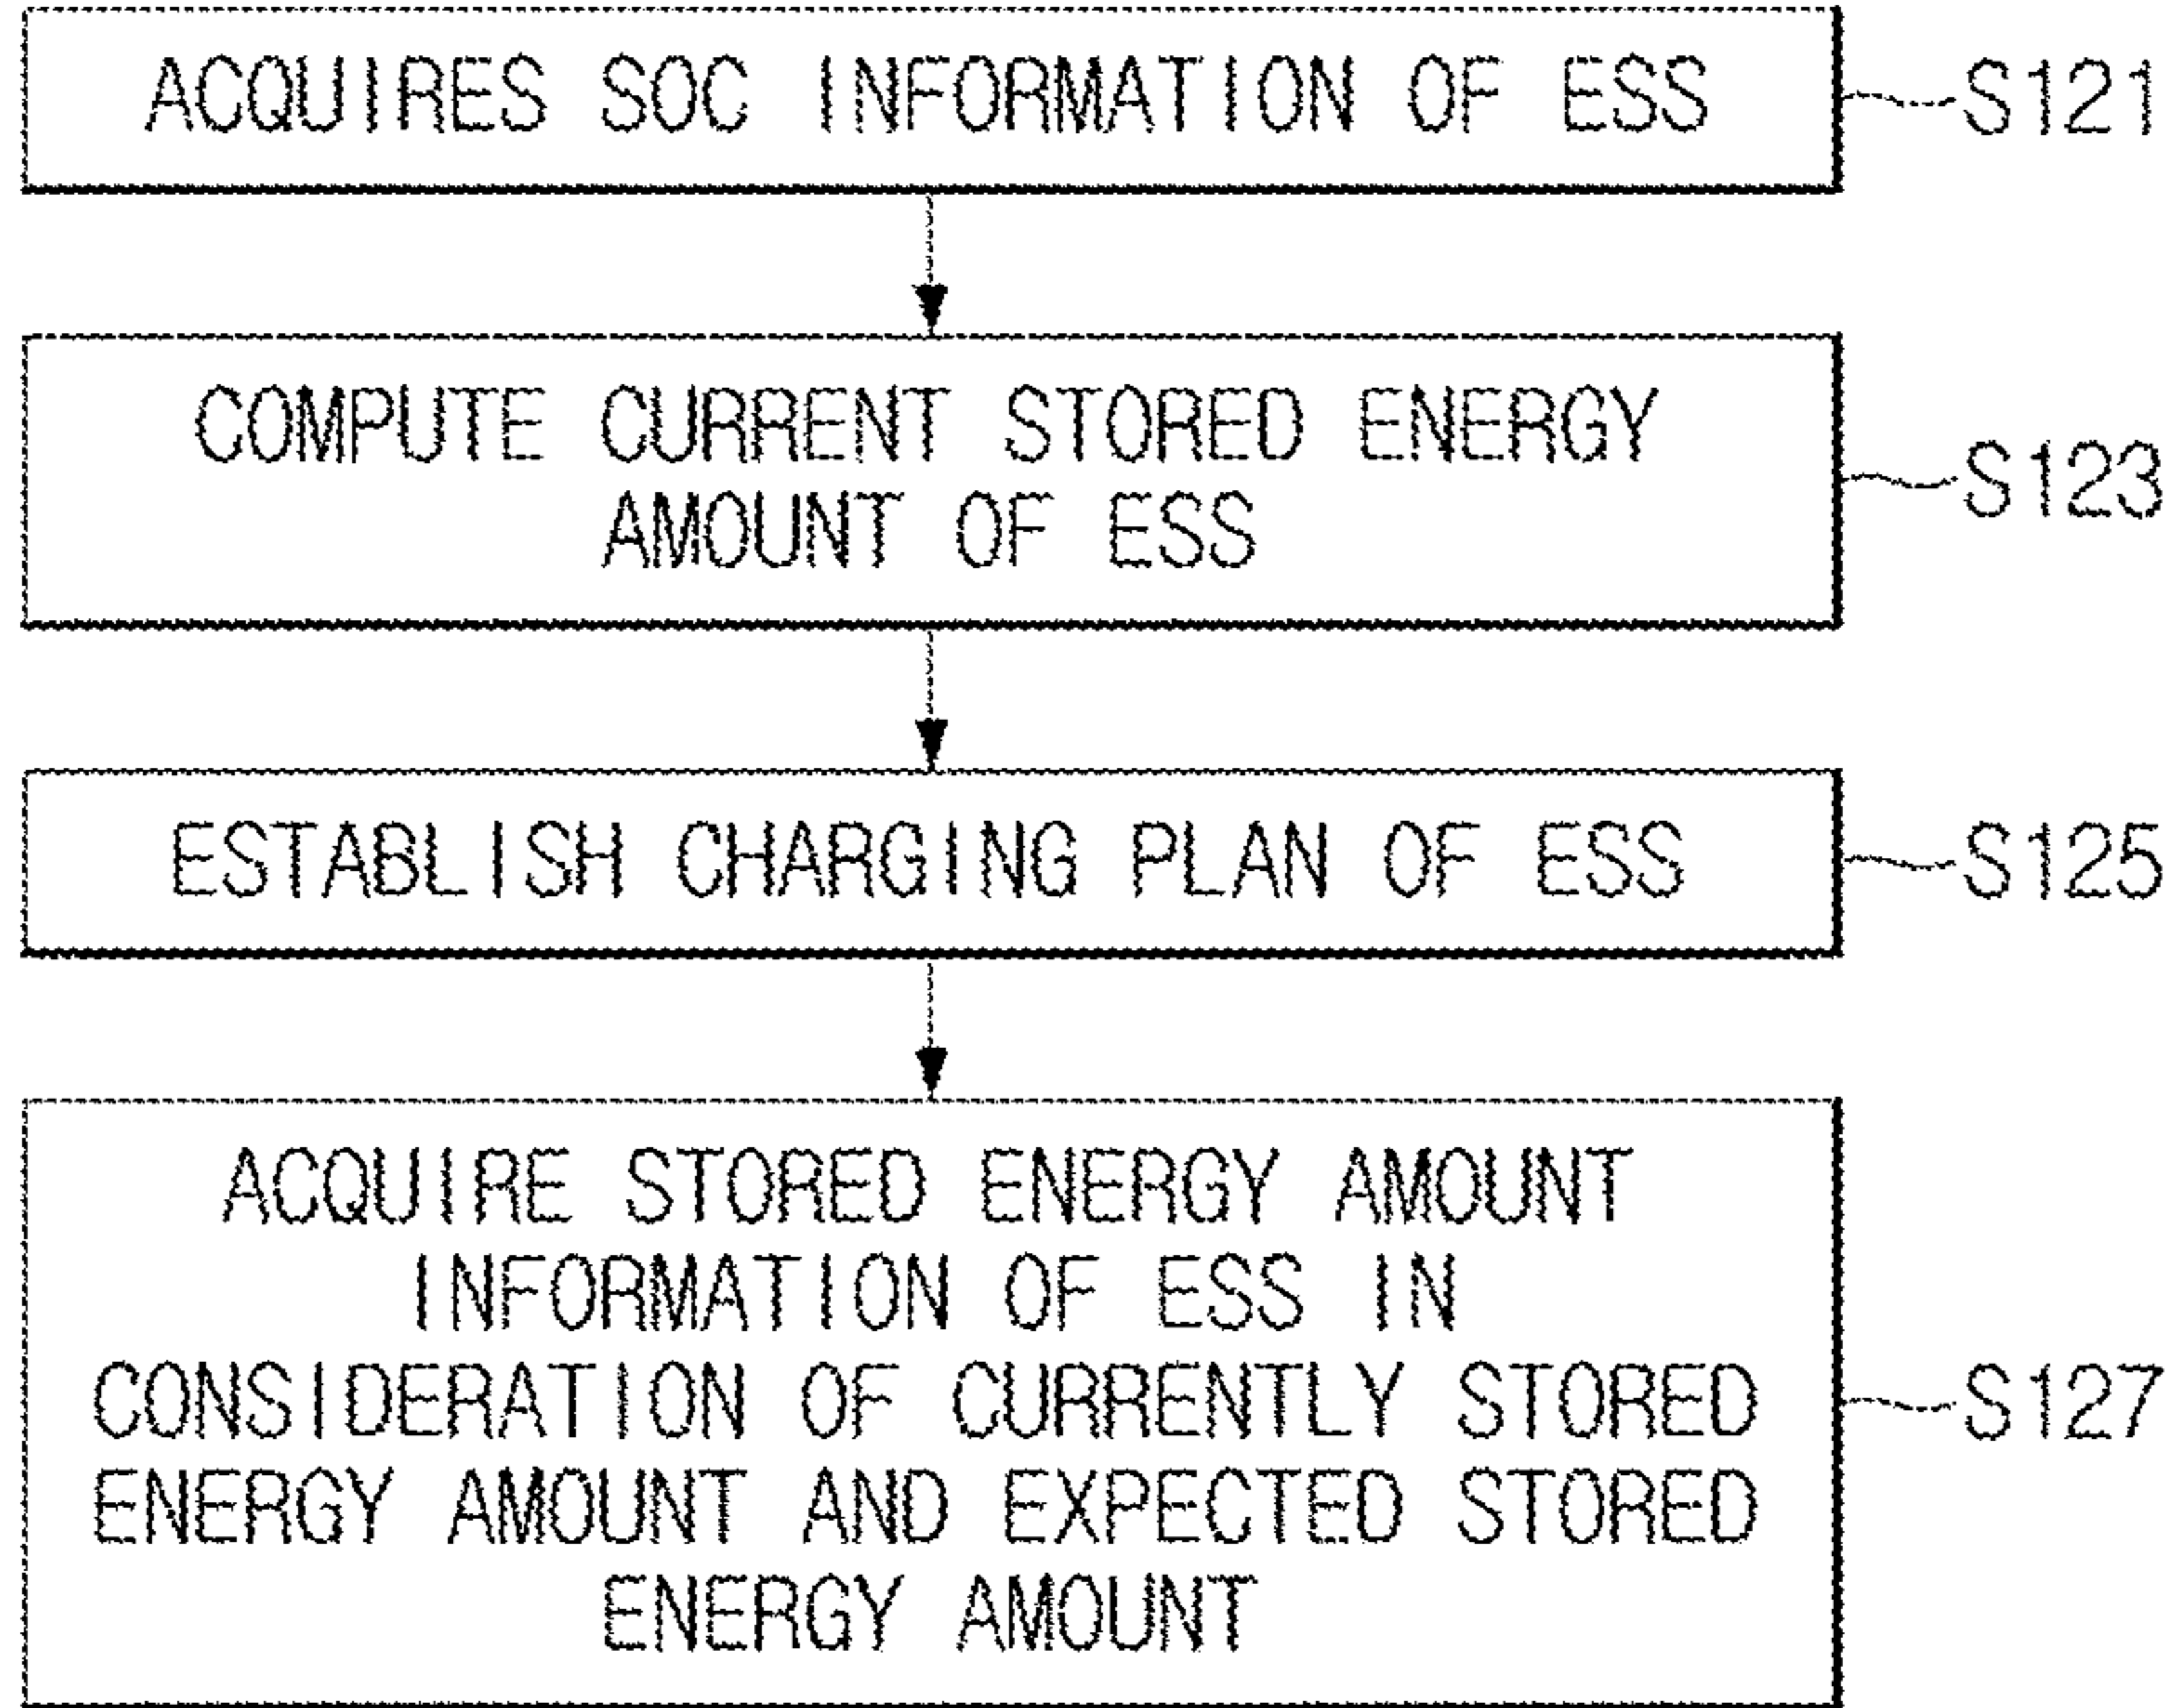 ACQUIRES SOC INFORMATION OF ESS
S121
COMPUTE CURRENT STORED ENERGY
AMOUNT OF ESS
S123
ESTABLISH CHARGING PLAN OF ESS
S125
ACQUIRE STORED ENERGY AMOUNT
INFORMATION OF ESS IN
CONSIDERATION OF CURRENTLY STORED
ENERGY AMOUNT AND EXPECTED STORED
ENERGY AMOUNT
S127